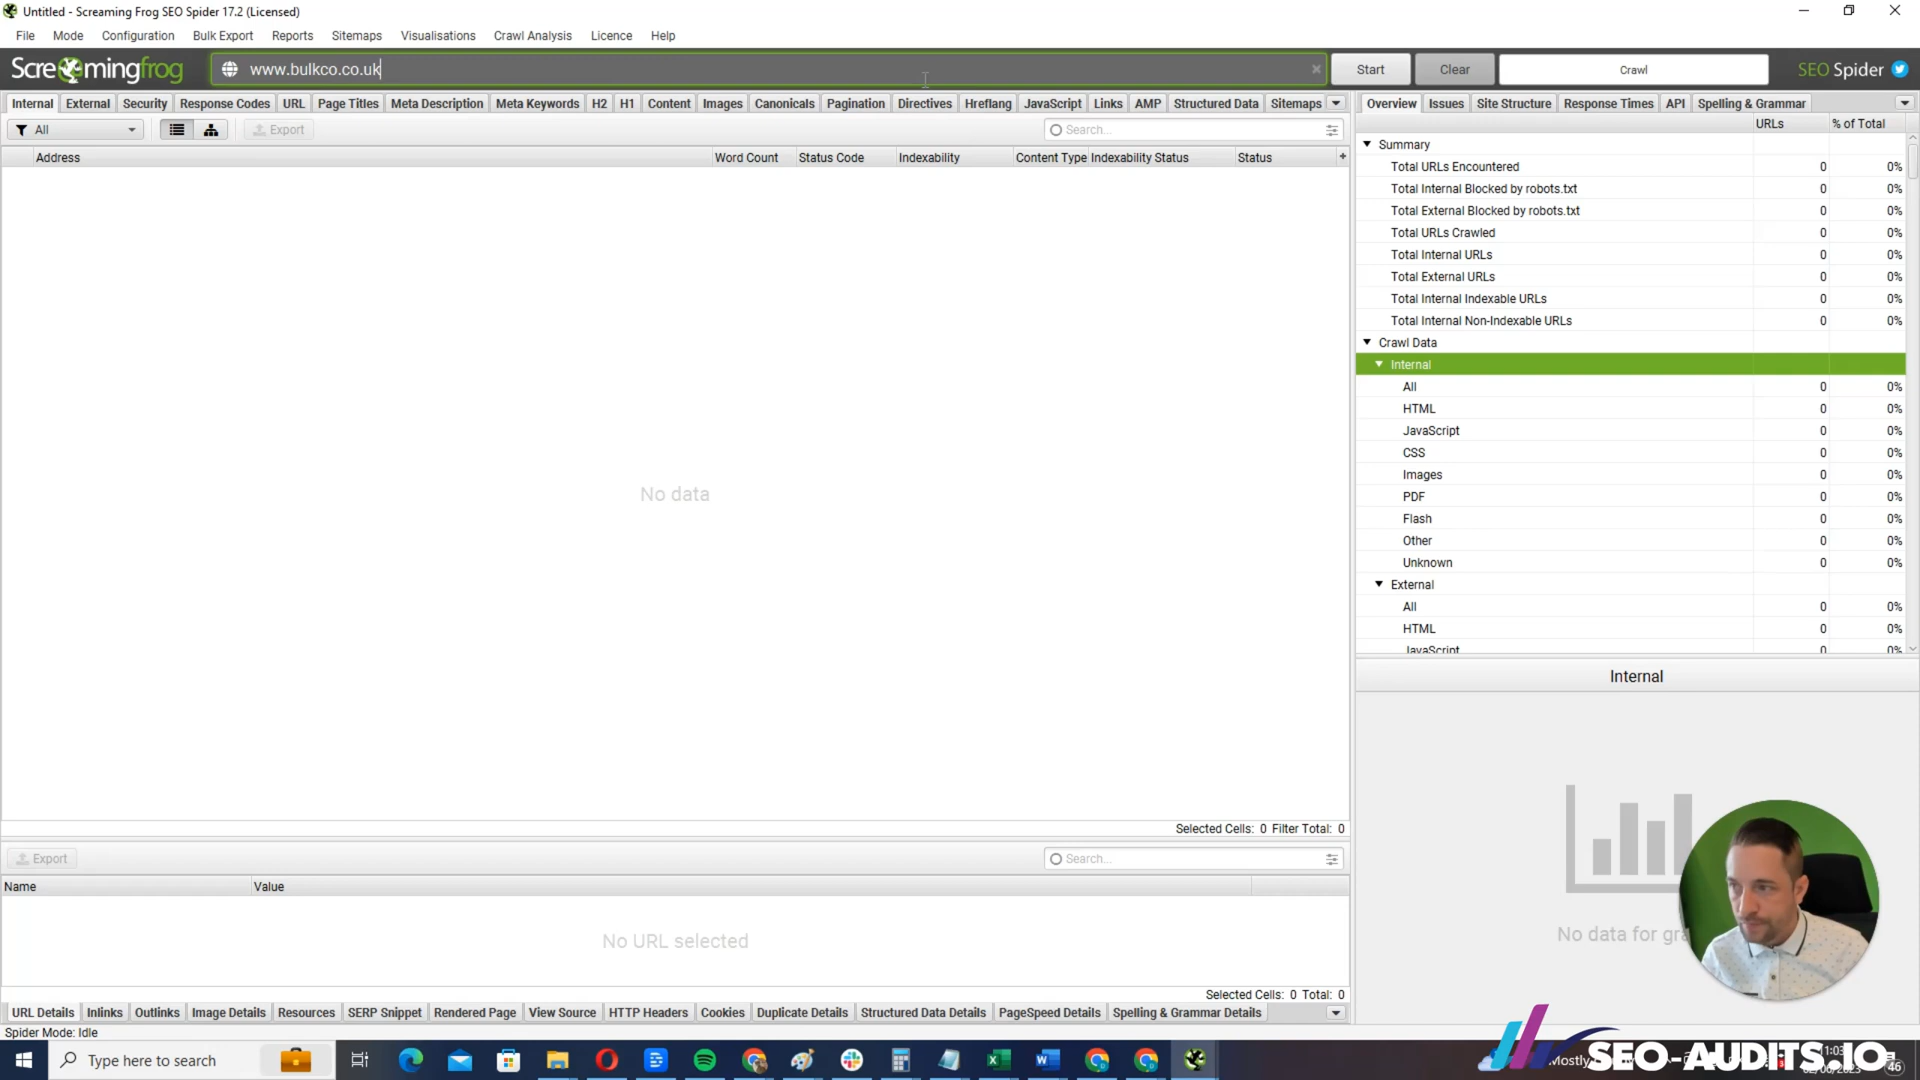 Untitled - Screaming Frog SEO Spider 17.2 (Licensed)
File Mode Configuration Bulk Export Reports Sitemaps Visualisations Crawl Analysis Licence Help
Screamingfrog www.bulkco.co.uk Start Clear Crawl SEO Spider
Internal External Security Response Codes URL Page Titles Meta Description Meta Keywords H2 H1 Content Images Canonicals Pagination Directives Hreflang JavaScript Links AMP Structured Data Sitemaps
All Export Search...
Address Word Count Status Code Indexability Content Type Indexability Status Status +
No data
Selected Cells: 0 Filter Total: 0
Export Search...
Name Value
No URL selected
Selected Cells: 0 Total: 0
URL Details Inlinks Outlinks Image Details Resources SERP Snippet Rendered Page View Source HTTP Headers Cookies Duplicate Details Structured Data Details PageSpeed Details Spelling & Grammar Details
Spider Mode: Idle
Overview Issues Site Structure Response Times API Spelling & Grammar
URLs % of Total
Summary
Total URLs Encountered 0 0%
Total Internal Blocked by robots.txt 0 0%
Total External Blocked by robots.txt 0 0%
Total URLs Crawled 0 0%
Total Internal URLs 0 0%
Total External URLs 0 0%
Total Internal Indexable URLs 0 0%
Total Internal Non-Indexable URLs 0 0%
Crawl Data
Internal
All 0 0%
HTML 0 0%
JavaScript 0 0%
CSS 0 0%
Images 0 0%
PDF 0 0%
Flash 0 0%
Other 0 0%
Unknown 0 0%
External
All 0 0%
HTML 0 0%
JavaScript 0 0%
Internal
No data for
Type here to search
Mostly
SEO-AUDITS.IO
46